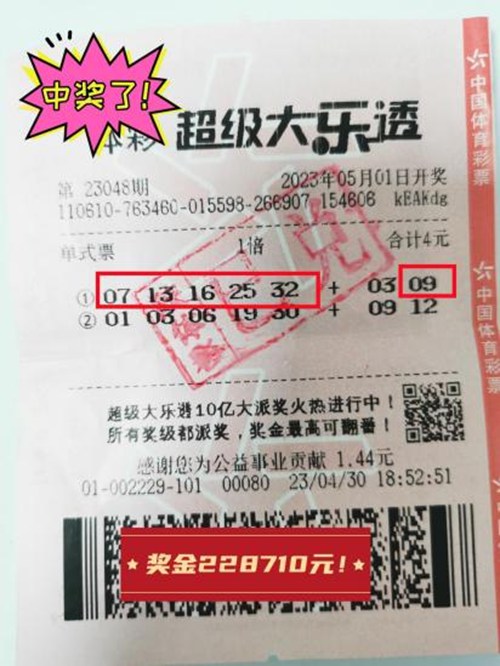 中奖了!
体彩 超级大乐透
中国体育彩票
第 23048期 2023年05月01日开奖
110610-763460-015598-266907 154606 kEAKdg
单式票 1倍 合计4元
① 07 13 16 25 32 + 03 09
② 01 03 06 19 30 + 09 12
已兑
超级大乐透10亿大派奖火热进行中!
所有奖级都派奖,奖金最高可翻番!
感谢您为公益事业贡献 1.44元
01-002229-101 00080 23/04/30 18:52:51
中国体育彩票
奖金228710元!